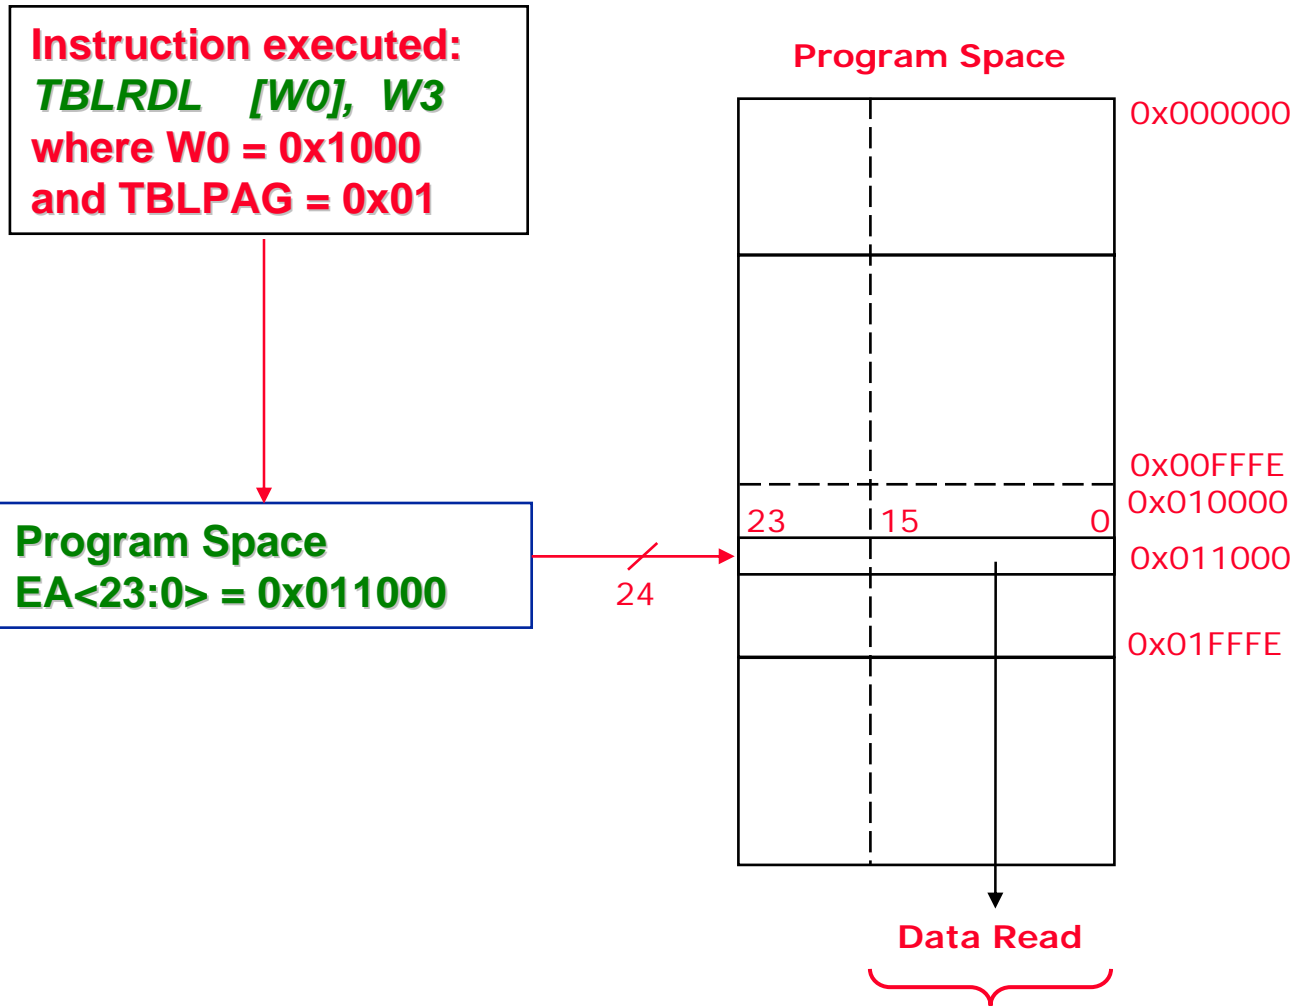 Instruction executed:
TBLRDL [W0], W3
where W0 = 0x1000
and TBLPAG = 0x01
Program Space
0x000000
0x00FFFE
0x010000
23 15 0
0x011000
0x01FFFE
Program Space
EA<23:0> = 0x011000
24
Data Read